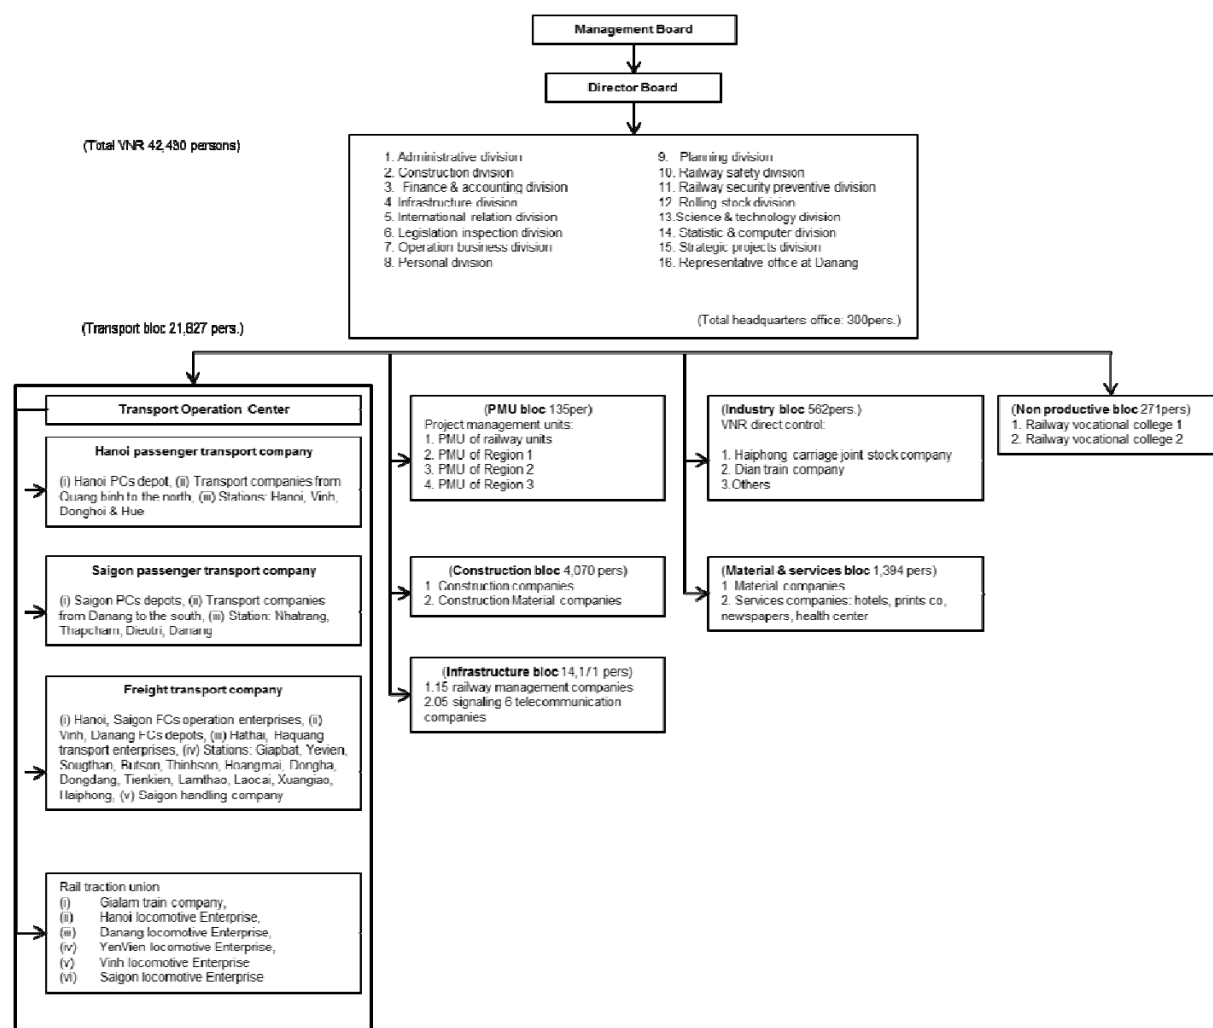 Management Board
Director Board
(Total VNR persons)
1. Administrative division
2. Construction division
3. Finance & accounting division
4 Infrastructure division
5. International relation division
6. Legislation inspection division
7. Operation business division
8. Personal division
9. Planning division
10. Railway safety division
11. Railway security preventive division
12. Rolling stock division
13.Science & technology division
14. Statistic & computer division
15. Strategic projects division
16. Representative office at Danang
(Total headquarters office: 300pers.)
(Transport bloc pers.)
Transport Operation Center
Hanoi passenger transport company
(i) Hanoi PCs depot, (ii) Transport companies from
Quang binh to the north, (iii) Stations: Hanoi, Vinh,
Donghoi & Hue
Saigon passenger transport company
(i) Saigon PCs depots, (ii) Transport companies
from Danang to the south, (iii) Station: Nhatrang,
Thapcham, Dieutri, Danang
Freight transport company
(i) Hanoi, Saigon FCs operation enterprises, (ii)
Vinh, Danang FCs depots, (iii) Hathai, Haquang
transport enterprises, (iv) Stations: Giapbat, Yevien,
Sougthan, Butson, Thinhson, Hoangmai, Dongha,
Dongdang, Tienkien, Lamthao, Laocai, Xuangiao,
Haiphong, (v) Saigon handling company
Rail traction union
(i) Gialam train company,
(ii) Hanoi locomotive Enterprise,
(iii) Danang locomotive Enterprise,
(iv) YenVien locomotive Enterprise,
(v) Vinh locomotive Enterprise
(vi) Saigon locomotive Enterprise
(PMU bloc 135per)
Project management units:
1. PMU of railway units
2. PMU of Region 1
3. PMU of Region 2
4. PMU of Region 3
(Construction bloc 4,070 pers)
1. Construction companies
2. Construction Material companies
(Infrastructure bloc 14,171 pers)
1.15 railway management companies
2.05 signaling 6 telecommunication
companies
(Industry bloc 562pers.)
VNR direct control:
1. Haiphong carriage joint stock company
2. Dian train company
3.Others
(Material & services bloc 1,394 pers)
1. Material companies
2. Services companies: hotels, prints co,
newspapers, health center
(Non productive bloc 271pers)
1. Railway vocational college 1
2. Railway vocational college 2